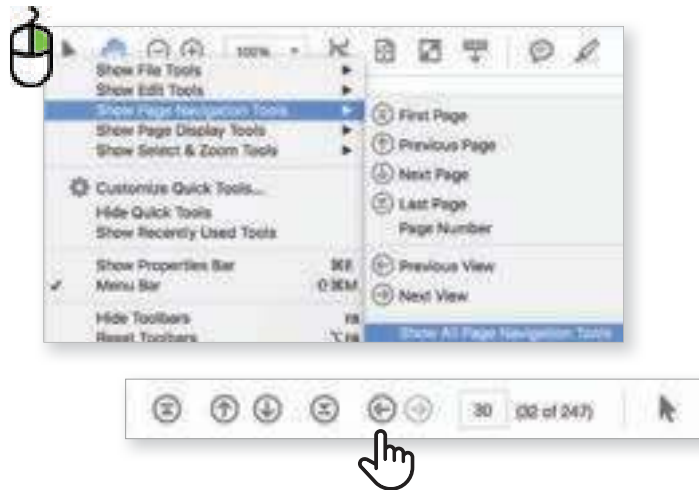 100%
Show File Tools
Show Edit Tools
Show Page Navigation Tools
Show Page Display Tools
Show Select & Zoom Tools
Customize Quick Tools...
Hide Quick Tools
Show Recently Used Tools
Show Properties Bar ⌘E
✓ Menu Bar ⇧⌘M
Hide Toolbars
Reset Toolbars
First Page
Previous Page
Next Page
Last Page
Page Number
Previous View
Next View
Show All Page Navigation Tools
30 (32 of 247)